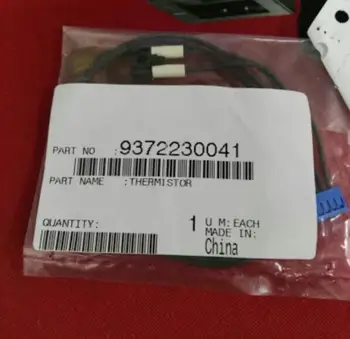 PART NO :9372230041
PART NAME :THERMISTOR
QUANTITY: 1 U M:EACH
MADE IN:
China